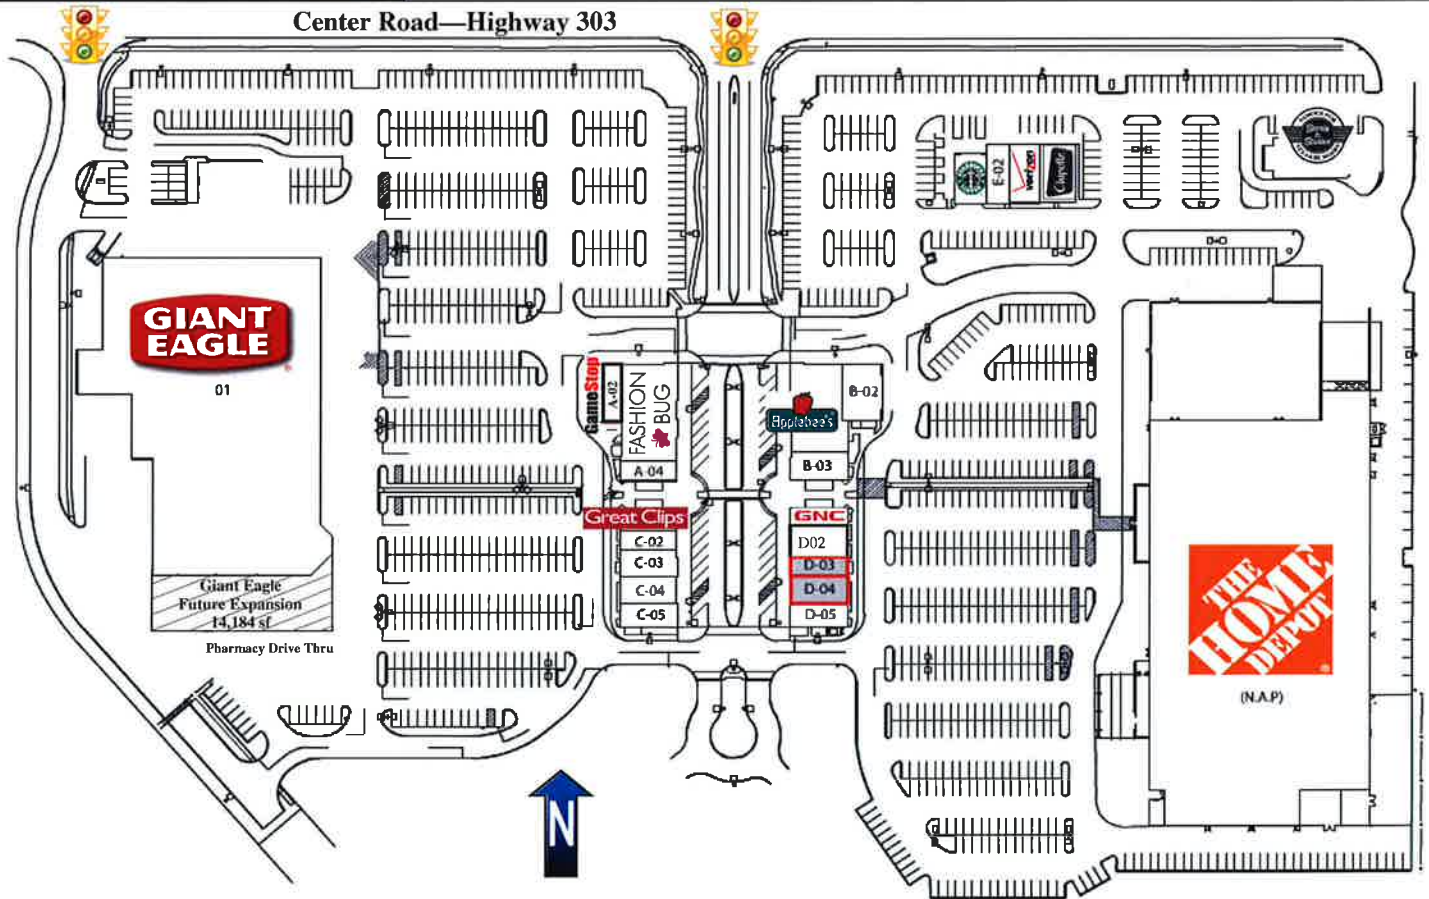 Center Road—Highway 303
E-02
verizon
Chipotle
GIANT
EAGLE
01
GameStop
A-02
FASHION
BUG
A-04
Great Clips
C-02
C-03
C-04
C-05
Applebee's
B-02
B-03
GNC
D02
D-03
D-04
D-05
THE
HOME
DEPOT
(N.A.P)
Giant Eagle
Future Expansion
14,184 sf
Pharmacy Drive Thru
N